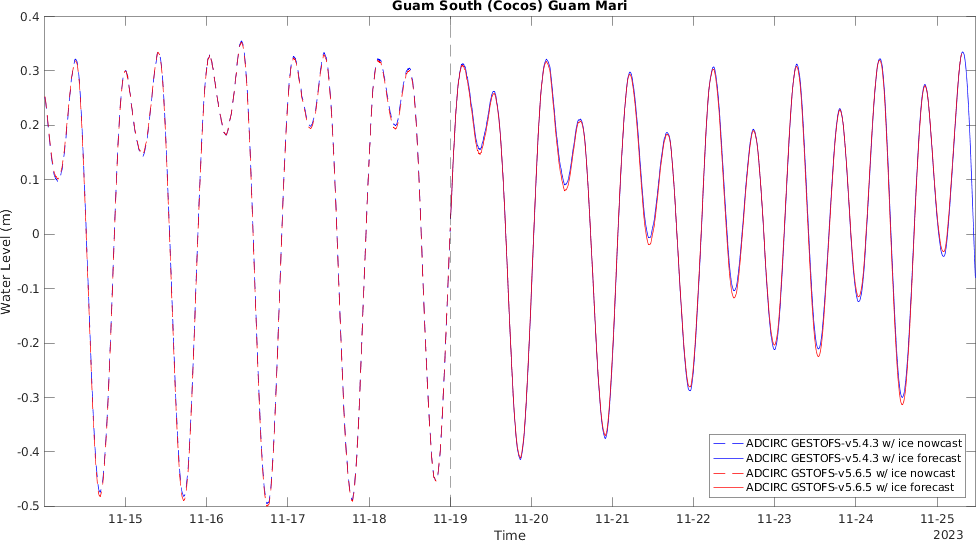 Guam South (Cocos) Guam Mari
0.4
0.3
0.2
0.1
0
-0.1
-0.2
-0.3
-0.4
-0.5
Water Level (m)
ADCIRC GESTOFS-v5.4.3 w/ ice nowcast
ADCIRC GESTOFS-v5.4.3 w/ ice forecast
ADCIRC GSTOFS-v5.6.5 w/ ice nowcast
ADCIRC GSTOFS-v5.6.5 w/ ice forecast
11-15 11-16 11-17 11-18 11-19 11-20 11-21 11-22 11-23 11-24 11-25
Time
2023